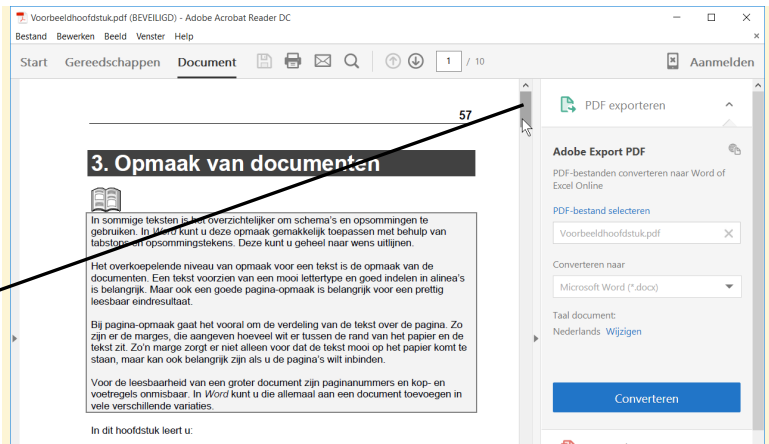 Voorbeeldhoofdstuk.pdf (BEVEILIGD) - Adobe Acrobat Reader DC
Bestand Bewerken Beeld Venster Help
Start Gereedschappen Document 1 / 10 Aanmelden
57
3. Opmaak van documenten
In sommige teksten is het overzichtelijker om schema's en opsommingen te
gebruiken. In Word kunt u deze opmaak gemakkelijk toepassen met behulp van
tabstops en opsommingstekens. Deze kunt u geheel naar wens uitlijnen.
Het overkoepelende niveau van opmaak voor een tekst is de opmaak van de
documenten. Een tekst voorzien van een mooi lettertype en goed indelen in alinea's
is belangrijk. Maar ook een goede pagina-opmaak is belangrijk voor een prettig
leesbaar eindresultaat.
Bij pagina-opmaak gaat het vooral om de verdeling van de tekst over de pagina. Zo
zijn er de marges, die aangeven hoeveel wit er tussen de rand van het papier en de
tekst zit. Zo'n marge zorgt er niet alleen voor dat de tekst mooi op het papier komt te
staan, maar kan ook belangrijk zijn als u de pagina's wilt inbinden.
Voor de leesbaarheid van een groter document zijn paginanummers en kop- en
voetregels onmisbaar. In Word kunt u die allemaal aan een document toevoegen in
vele verschillende variaties.
In dit hoofdstuk leert u:
PDF exporteren
Adobe Export PDF
PDF-bestanden converteren naar Word of
Excel Online
PDF-bestand selecteren
Voorbeeldhoofdstuk.pdf
Converteren naar
Microsoft Word (*.docx)
Taal document:
Nederlands Wijzigen
Converteren